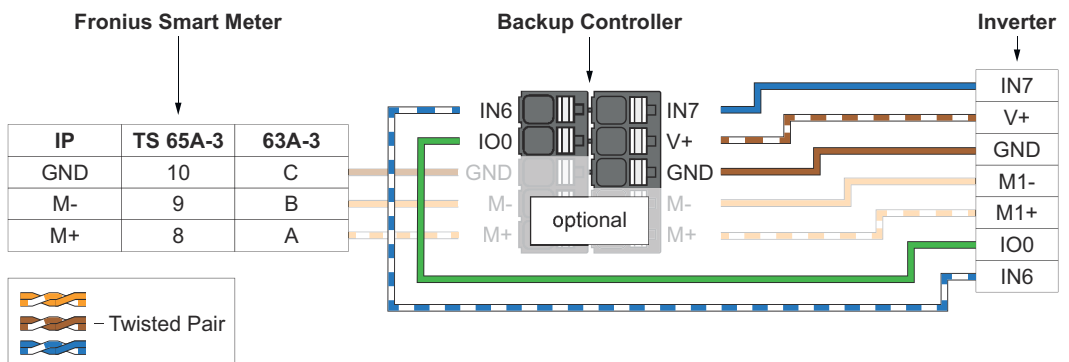 Fronius Smart Meter
Backup Controller
Inverter
IP TS 65A-3 63A-3
GND 10 C
M- 9 B
M+ 8 A
IN6
IO0
GND
M-
M+
optional
IN7
V+
GND
M-
M+
IN7
V+
GND
M1-
M1+
IO0
IN6
– Twisted Pair